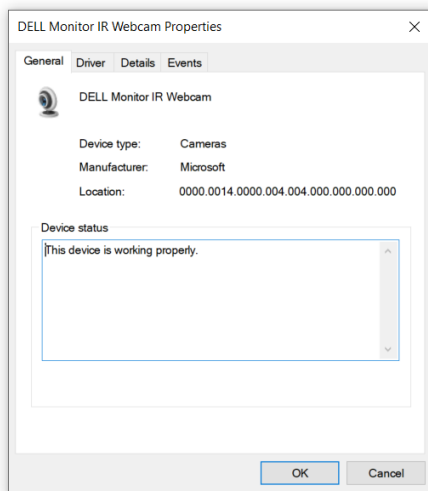 DELL Monitor IR Webcam Properties
General Driver Details Events
DELL Monitor IR Webcam
Device type: Cameras
Manufacturer: Microsoft
Location: 0000.0014.0000.004.004.000.000.000.000
Device status
This device is working properly.
OK Cancel